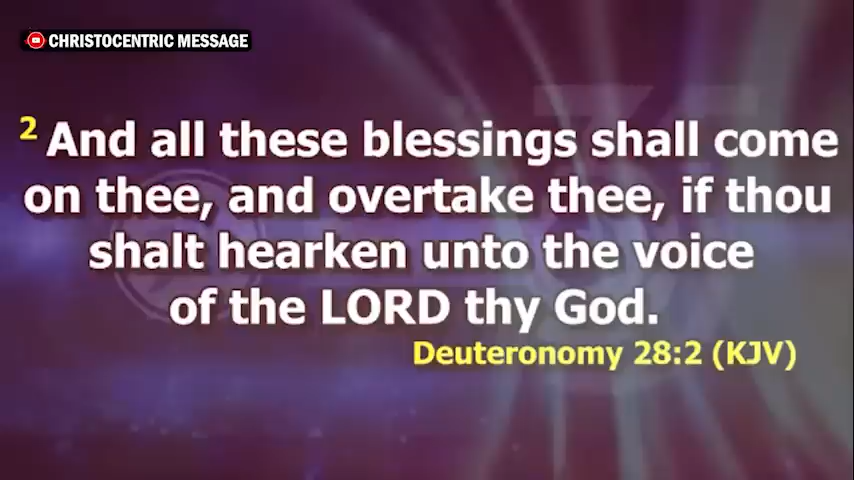 CHRISTOCENTRIC MESSAGE
2 And all these blessings shall come
on thee, and overtake thee, if thou
shalt hearken unto the voice
of the LORD thy God.
Deuteronomy 28:2 (KJV)